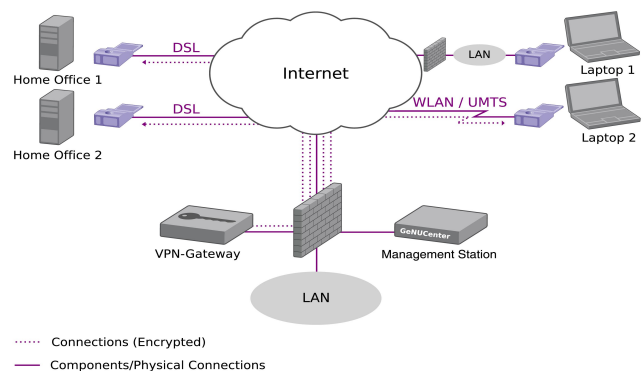 DSL
Home Office 1
Internet
LAN
Laptop 1
DSL
Home Office 2
WLAN / UMTS
Laptop 2
VPN-Gateway
GeNUCenter
Management Station
LAN
Connections (Encrypted)
Components/Physical Connections